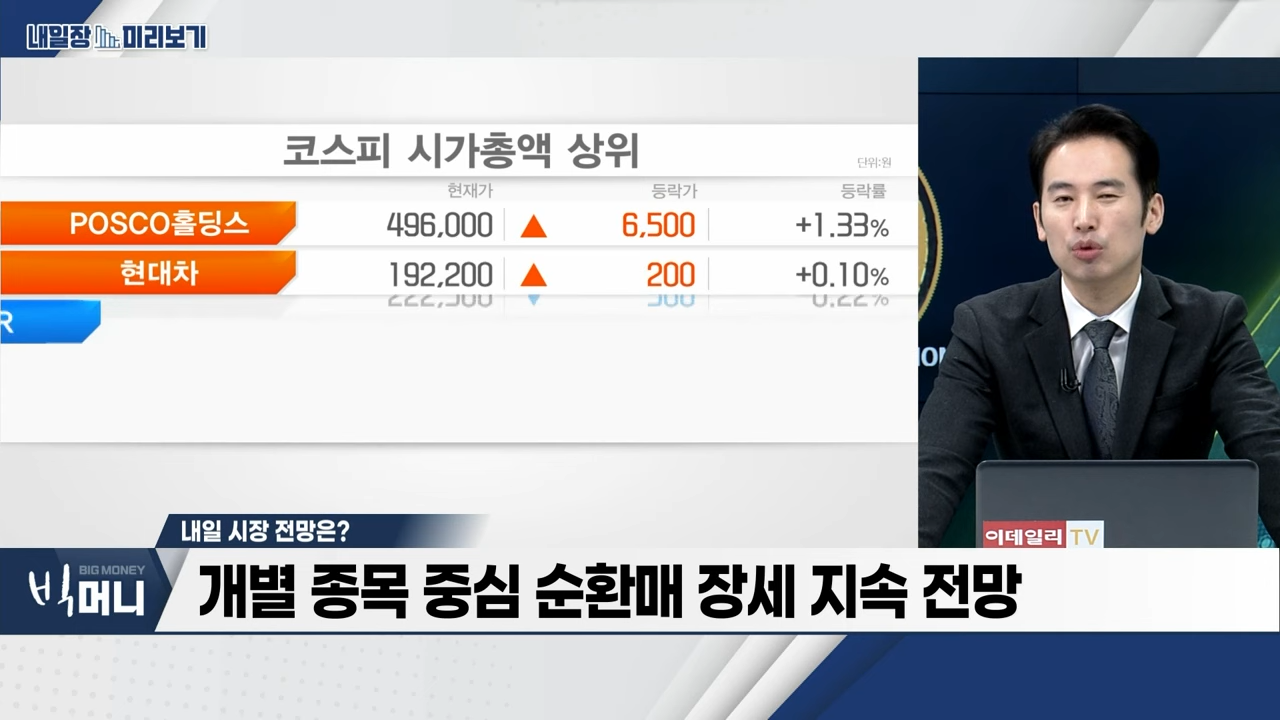 내일장 미리보기
코스피 시가총액 상위
단위:원
현재가 등락가 등락률
POSCO홀딩스 496,000 ▲ 6,500 +1.33%
현대차 192,200 ▲ 200 +0.10%
R
이데일리 TV
내일 시장 전망은?
빅머니 BIG MONEY
개별 종목 중심 순환매 장세 지속 전망